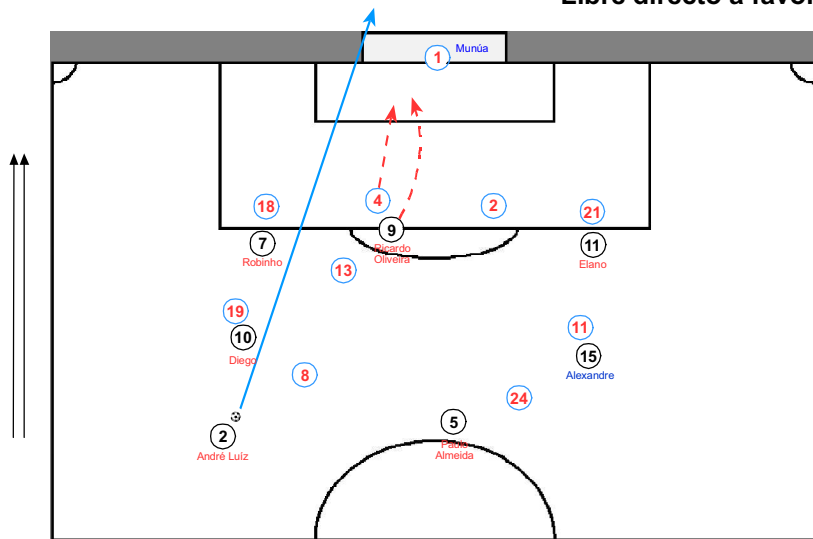 Libre directo a favor
Munúa
1
4
2
18
21
9
Ricardo
Oliveira
7
Robinho
11
Elano
13
19
10
Diego
11
15
Alexandre
8
24
5
Pablo
Almeida
2
André Luíz